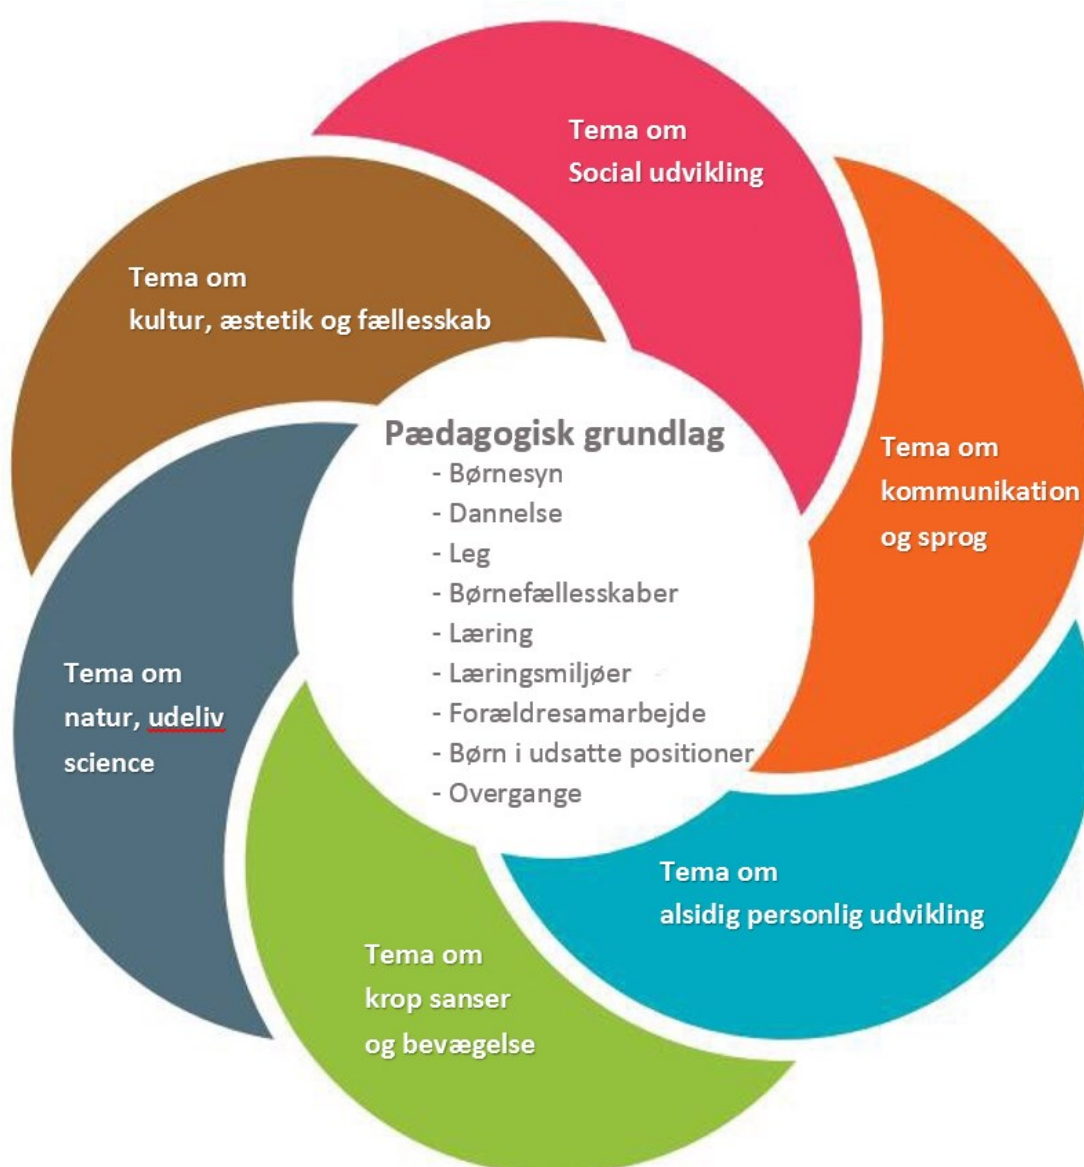 Tema om
Social udvikling
Tema om
kultur, æstetik og fællesskab
Pædagogisk grundlag
- Børnesyn
- Dannelse
- Leg
- Børnefællesskaber
- Læring
- Læringsmiljøer
- Forældresamarbejde
- Børn i udsatte positioner
- Overgange
Tema om
kommunikation
og sprog
Tema om
natur, udeliv
science
Tema om
alsidig personlig udvikling
Tema om
krop sanser
og bevægelse